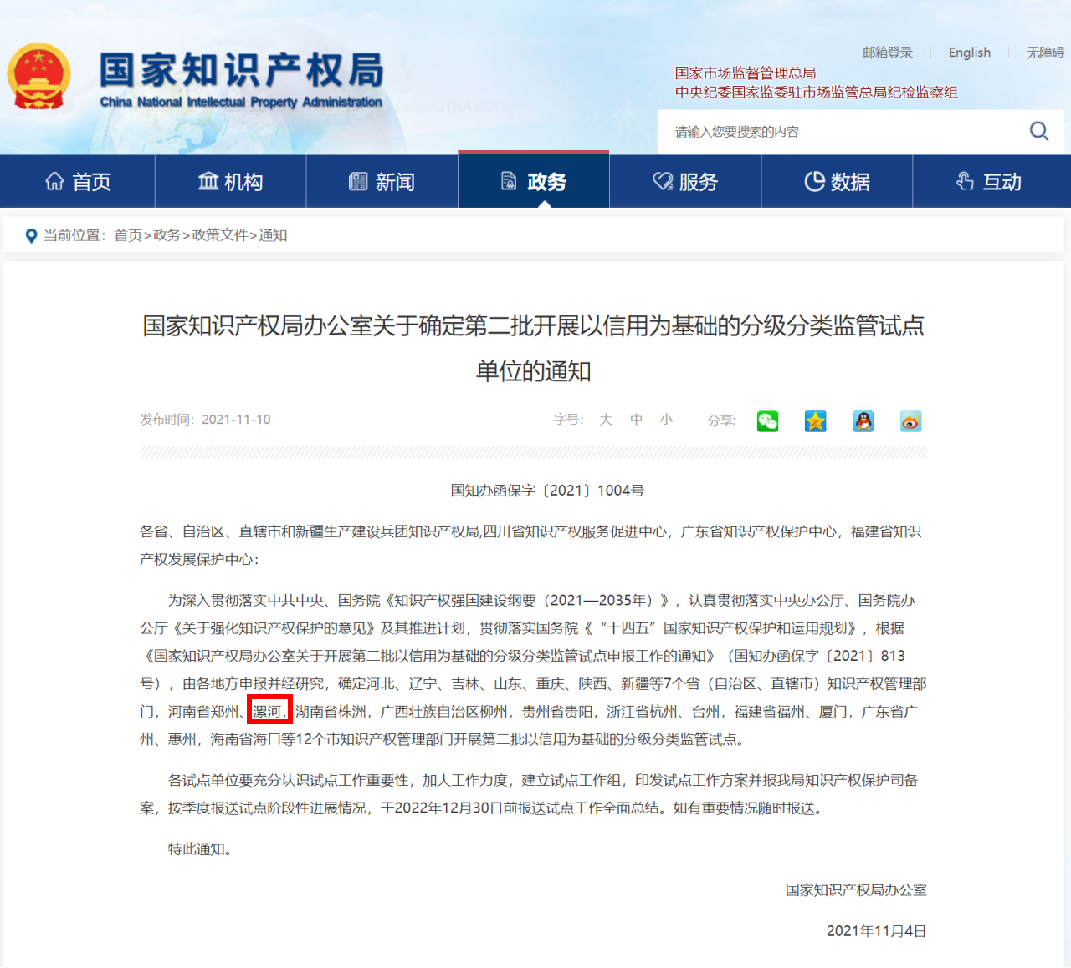 国家知识产权局
China National Intellectual Property Administration
邮箱登录
English
无障碍
国家市场监督管理总局
中央纪委国家监委驻市场监管总局纪检监察组
请输入您要搜索的内容
首页
机构
新闻
政务
服务
数据
互动
当前位置：首页>政务>政策文件>通知
国家知识产权局办公室关于确定第二批开展以信用为基础的分级分类监管试点
单位的通知
发布时间：2021-11-10
字号： 大 中 小 分享:
国知办函保字〔2021〕1004号
各省、自治区、直辖市和新疆生产建设兵团知识产权局,四川省知识产权服务促进中心，广东省知识产权保护中心，福建省知识
产权发展保护中心：
为深入贯彻落实中共中央、国务院《知识产权强国建设纲要（2021—2035年）》，认真贯彻落实中央办公厅、国务院办
公厅《关于强化知识产权保护的意见》及其推进计划，贯彻落实国务院《“十四五”国家知识产权保护和运用规划》，根据
《国家知识产权局办公室关于开展第二批以信用为基础的分级分类监管试点申报工作的通知》（国知办函保字〔2021〕813
号），由各地方申报并经研究，确定河北、辽宁、吉林、山东、重庆、陕西、新疆等7个省（自治区、直辖市）知识产权管理部
门，河南省郑州、漯河，湖南省株洲，广西壮族自治区柳州，贵州省贵阳，浙江省杭州、台州，福建省福州、厦门，广东省广
州、惠州，海南省海口等12个市知识产权管理部门开展第二批以信用为基础的分级分类监管试点。
各试点单位要充分认识试点工作重要性，加大工作力度，建立试点工作组，印发试点工作方案并报我局知识产权保护司备
案，按季度报送试点阶段性进展情况，于2022年12月30日前报送试点工作全面总结。如有重要情况随时报送。
特此通知。
国家知识产权局办公室
2021年11月4日